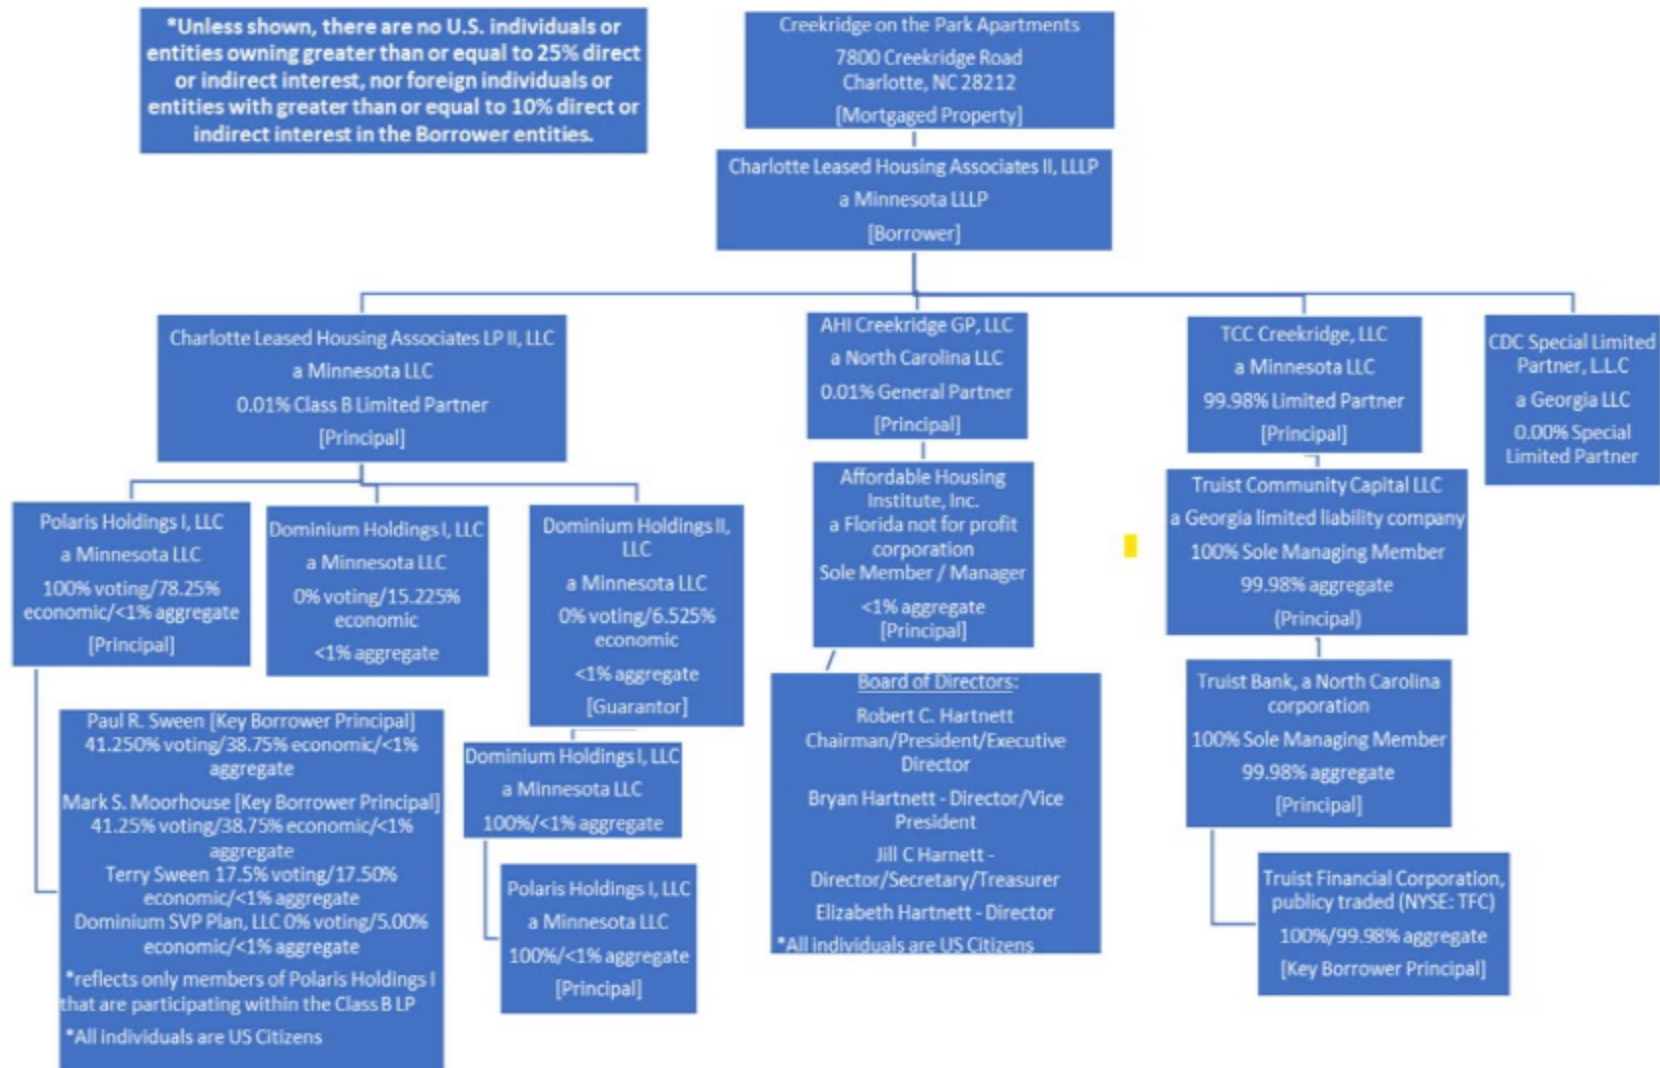 *Unless shown, there are no U.S. individuals or
entities owning greater than or equal to 25% direct
or indirect interest, nor foreign individuals or
entities with greater than or equal to 10% direct or
indirect interest in the Borrower entities.
Creekridge on the Park Apartments
7800 Creekridge Road
Charlotte, NC 28212
[Mortgaged Property]
Charlotte Leased Housing Associates II, LLLP
a Minnesota LLLP
[Borrower]
Charlotte Leased Housing Associates LP II, LLC
a Minnesota LLC
0.01% Class B Limited Partner
[Principal]
AHI Creekridge GP, LLC
a North Carolina LLC
0.01% General Partner
[Principal]
TCC Creekridge, LLC
a Minnesota LLC
99.98% Limited Partner
[Principal]
CDC Special Limited
Partner, L.L.C
a Georgia LLC
0.00% Special
Limited Partner
Polaris Holdings I, LLC
a Minnesota LLC
100% voting/78.25%
economic/<1% aggregate
[Principal]
Dominium Holdings I, LLC
a Minnesota LLC
0% voting/15.225%
economic
<1% aggregate
Dominium Holdings II,
LLC
a Minnesota LLC
0% voting/6.525%
economic
<1% aggregate
[Guarantor]
Affordable Housing
Institute, Inc.
a Florida not for profit
corporation
Sole Member / Manager
<1% aggregate
[Principal]
Truist Community Capital LLC
a Georgia limited liability company
100% Sole Managing Member
99.98% aggregate
(Principal)
Paul R. Sween [Key Borrower Principal]
41.250% voting/38.75% economic/<1%
aggregate
Mark S. Moorhouse [Key Borrower Principal]
41.25% voting/38.75% economic/<1%
aggregate
Terry Sween 17.5% voting/17.50%
economic/<1% aggregate
Dominium SVP Plan, LLC 0% voting/5.00%
economic/<1% aggregate
*reflects only members of Polaris Holdings I
that are participating within the Class B LP
*All individuals are US Citizens
Dominium Holdings I, LLC
a Minnesota LLC
100%/<1% aggregate
Polaris Holdings I, LLC
a Minnesota LLC
100%/<1% aggregate
[Principal]
Board of Directors:
Robert C. Hartnett
Chairman/President/Executive
Director
Bryan Hartnett - Director/Vice
President
Jill C Harnett -
Director/Secretary/Treasurer
Elizabeth Hartnett - Director
*All individuals are US Citizens
Truist Bank, a North Carolina
corporation
100% Sole Managing Member
99.98% aggregate
[Principal]
Truist Financial Corporation,
publicy traded (NYSE: TFC)
100%/99.98% aggregate
[Key Borrower Principal]